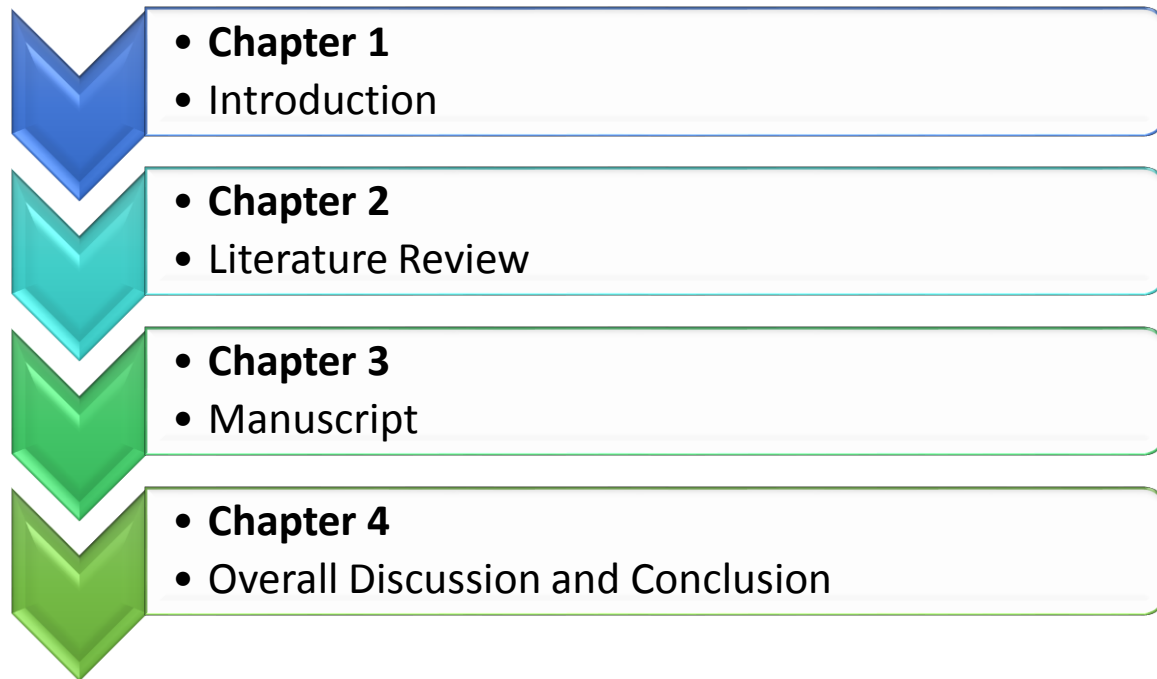 • Chapter 1
• Introduction
• Chapter 2
• Literature Review
• Chapter 3
• Manuscript
• Chapter 4
• Overall Discussion and Conclusion